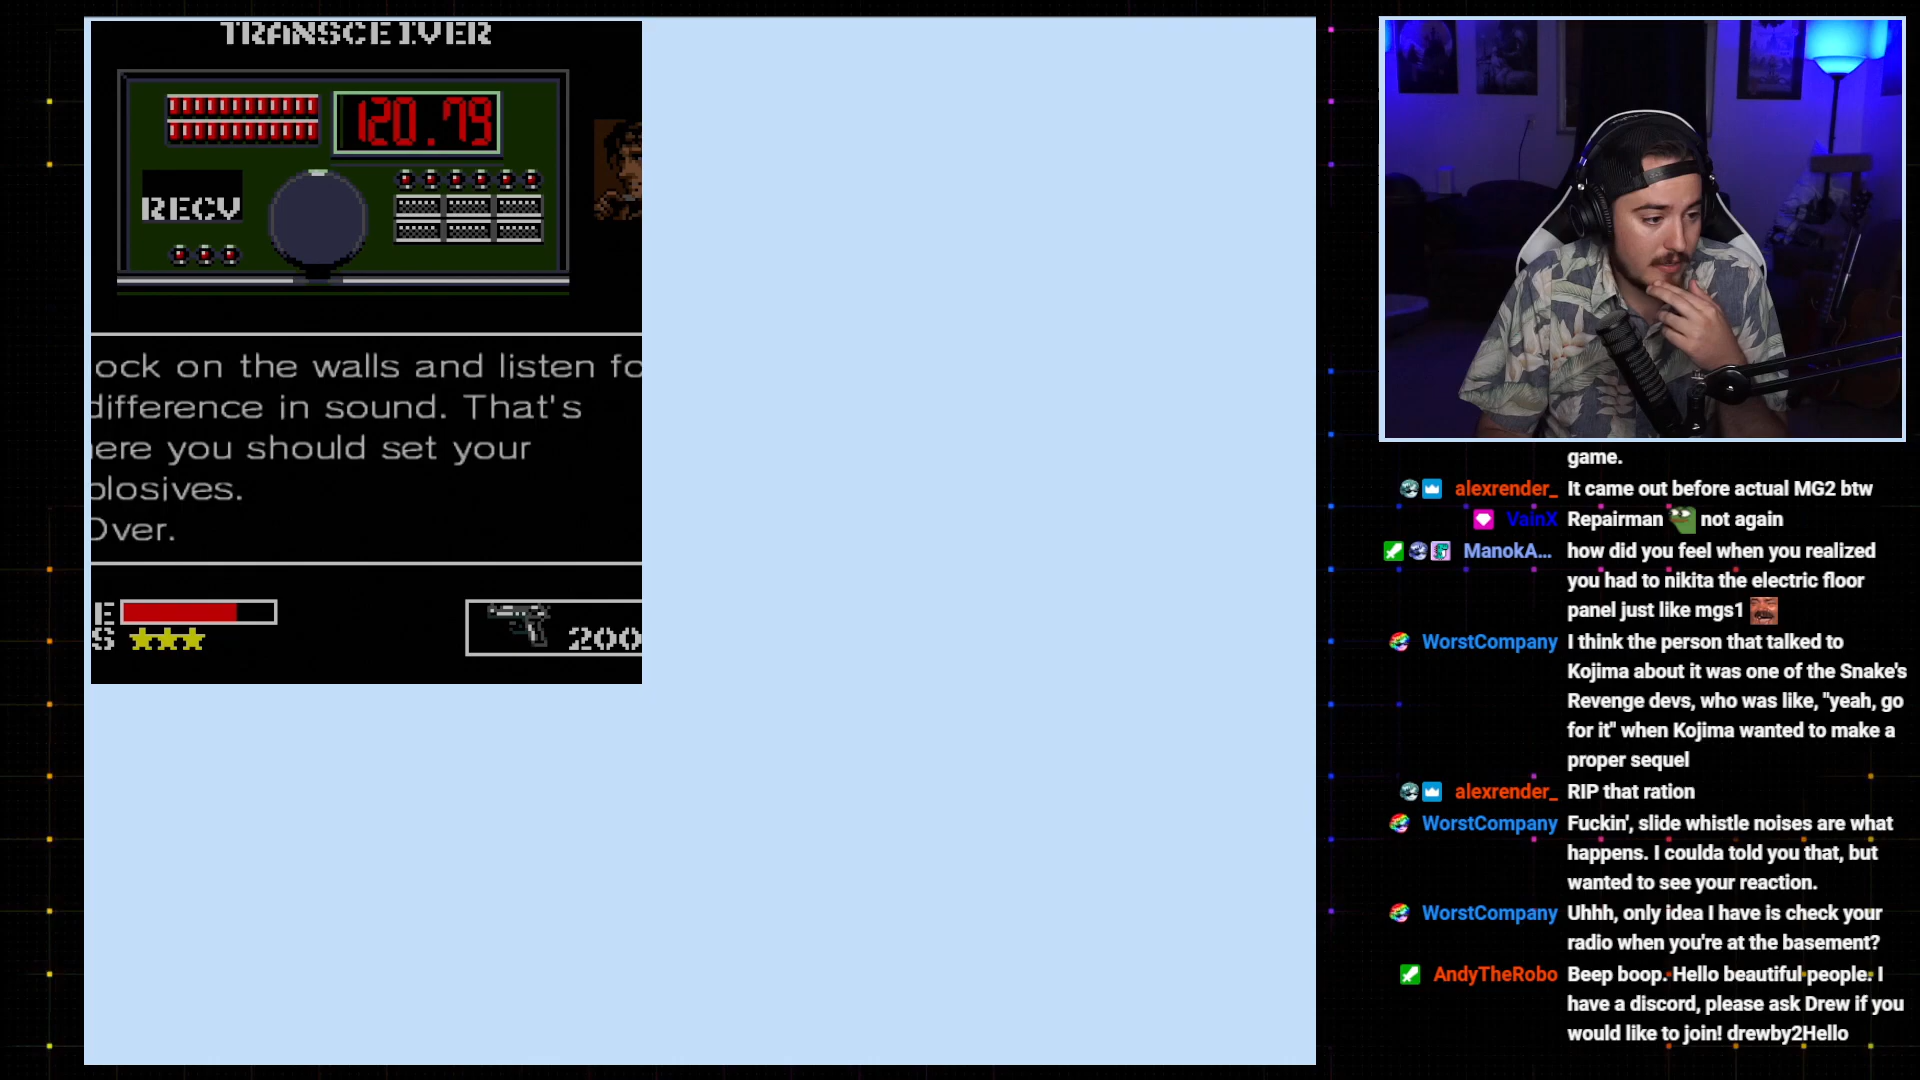 TRANSCEIVER
120.79
RECV
ock on the walls and listen fo
difference in sound. That's
ere you should set your
plosives.
Over.
E
S
200
game.
alexrender_ It came out before actual MG2 btw
VainX Repairman not again
ManokA... how did you feel when you realized
you had to nikita the electric floor
panel just like mgs1
WorstCompany I think the person that talked to
Kojima about it was one of the Snake's
Revenge devs, who was like, "yeah, go
for it" when Kojima wanted to make a
proper sequel
alexrender_ RIP that ration
WorstCompany Fuckin', slide whistle noises are what
happens. I coulda told you that, but
wanted to see your reaction.
WorstCompany Uhhh, only idea I have is check your
radio when you're at the basement?
AndyTheRobo Beep boop. Hello beautiful people. I
have a discord, please ask Drew if you
would like to join! drewby2Hello